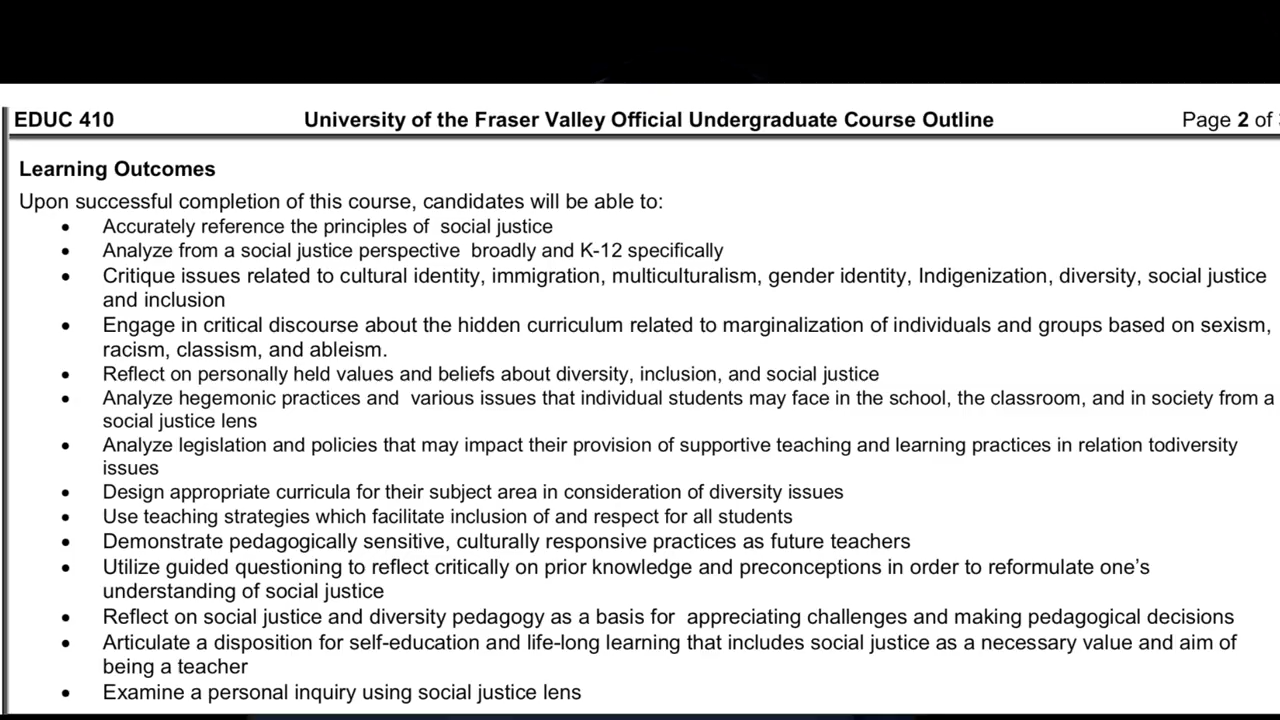 EDUC 410 University of the Fraser Valley Official Undergraduate Course Outline Page 2 of
Learning Outcomes
Upon successful completion of this course, candidates will be able to:
• Accurately reference the principles of  social justice
• Analyze from a social justice perspective  broadly and K-12 specifically
• Critique issues related to cultural identity, immigration, multiculturalism, gender identity, Indigenization, diversity, social justice
and inclusion
• Engage in critical discourse about the hidden curriculum related to marginalization of individuals and groups based on sexism,
racism, classism, and ableism.
• Reflect on personally held values and beliefs about diversity, inclusion, and social justice
• Analyze hegemonic practices and  various issues that individual students may face in the school, the classroom, and in society from a
social justice lens
• Analyze legislation and policies that may impact their provision of supportive teaching and learning practices in relation todiversity
issues
• Design appropriate curricula for their subject area in consideration of diversity issues
• Use teaching strategies which facilitate inclusion of and respect for all students
• Demonstrate pedagogically sensitive, culturally responsive practices as future teachers
• Utilize guided questioning to reflect critically on prior knowledge and preconceptions in order to reformulate one’s
understanding of social justice
• Reflect on social justice and diversity pedagogy as a basis for  appreciating challenges and making pedagogical decisions
• Articulate a disposition for self-education and life-long learning that includes social justice as a necessary value and aim of
being a teacher
• Examine a personal inquiry using social justice lens